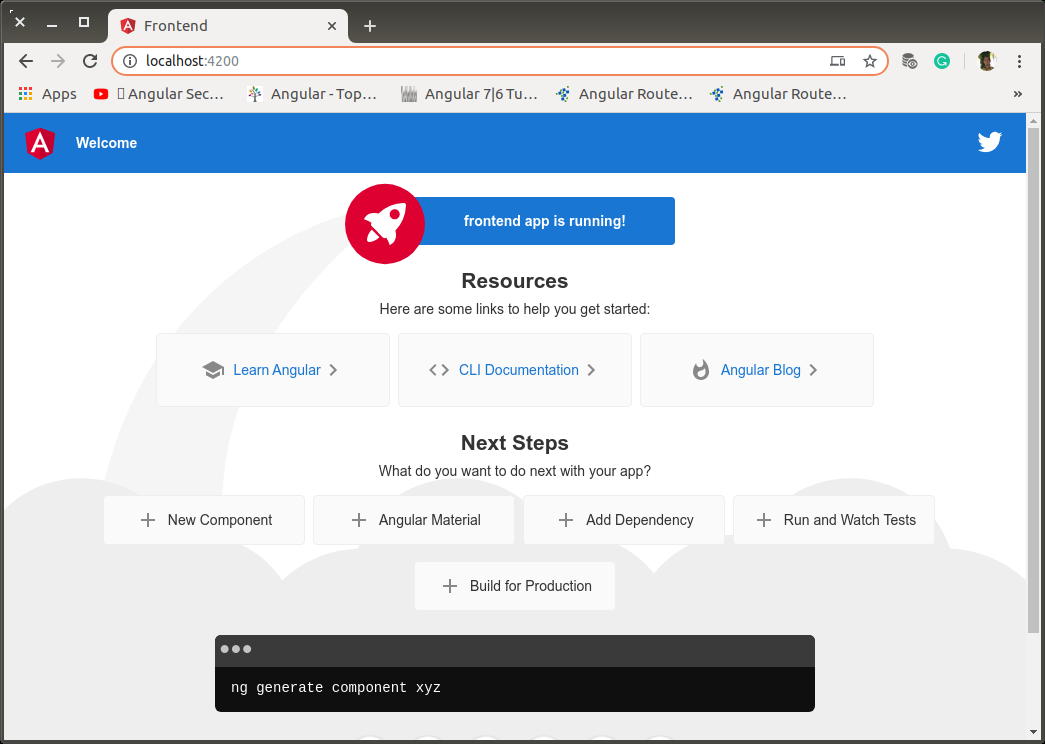 Frontend
localhost:4200
Apps
Angular Sec...
Angular - Top...
Angular 7|6 Tu...
Angular Route...
Angular Route...
»
A Welcome
frontend app is running!
Resources
Here are some links to help you get started:
Learn Angular
CLI Documentation
Angular Blog
Next Steps
What do you want to do next with your app?
New Component
Angular Material
Add Dependency
Run and Watch Tests
Build for Production
ng generate component xyz